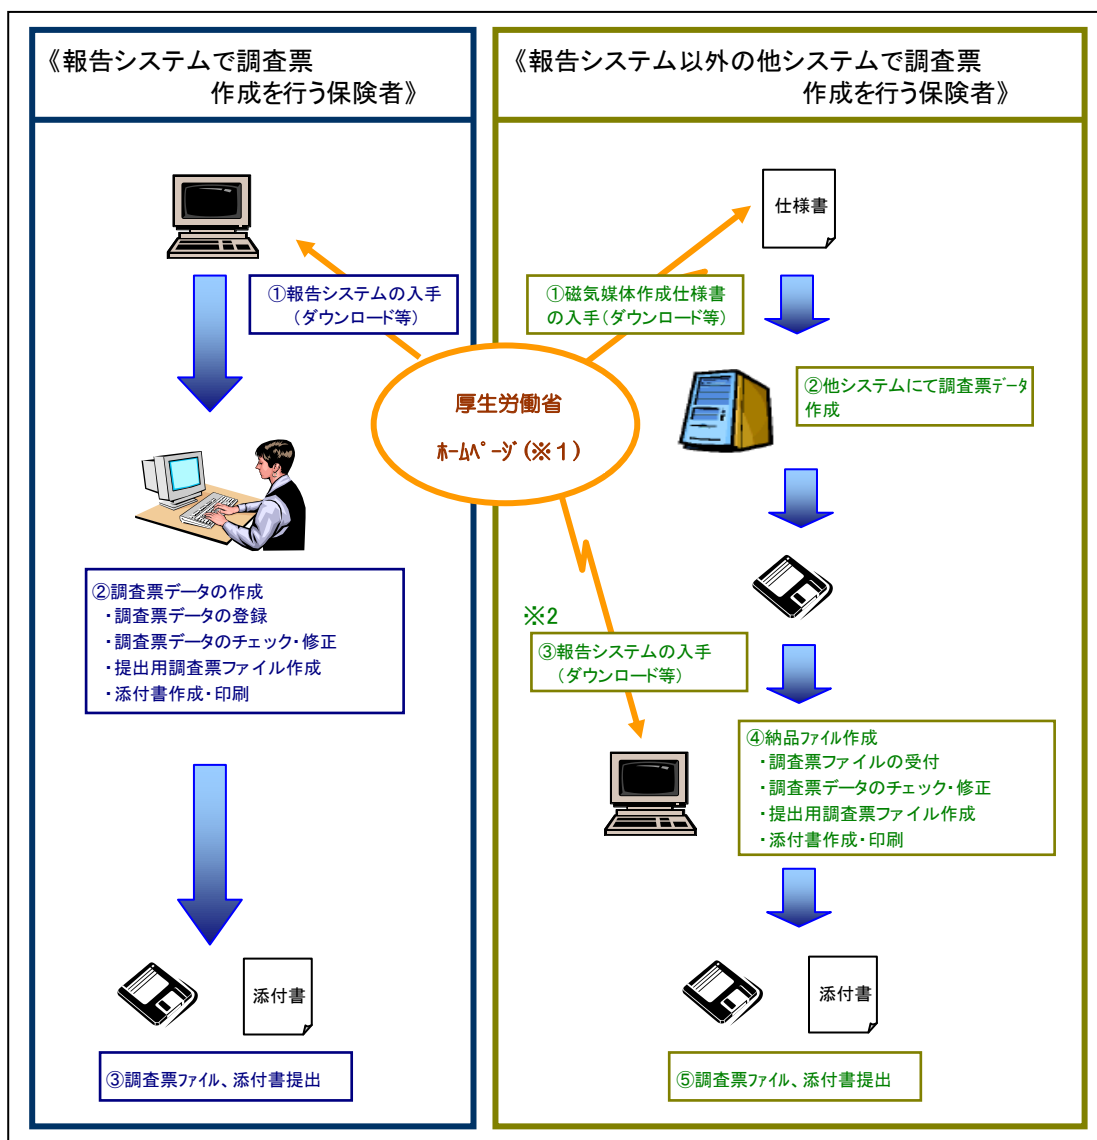 《報告システムで調査票
作成を行う保険者》
①報告システムの入手
（ダウンロード等）
②調査票データの作成
・調査票データの登録
・調査票データのチェック・修正
・提出用調査票ファイル作成
・添付書作成・印刷
添付書
③調査票ファイル、添付書提出
厚生労働省
ﾎｰﾑﾍﾟｰｼﾞ(※１)
《報告システム以外の他システムで調査票
作成を行う保険者》
仕様書
①磁気媒体作成仕様書
の入手（ダウンロード等）
②他システムにて調査票ﾃﾞｰﾀ
作成
※2
③報告システムの入手
（ダウンロード等）
④納品ファイル作成
・調査票ファイルの受付
・調査票データのチェック・修正
・提出用調査票ファイル作成
・添付書作成・印刷
添付書
⑤調査票ファイル、添付書提出